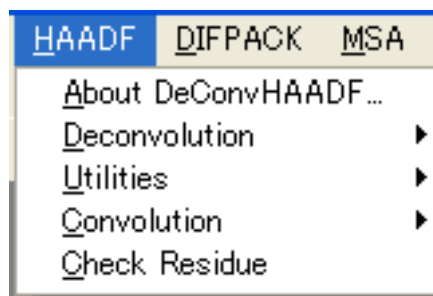 HAADF DIFPACK MSA
About DeConvHAADF...
Deconvolution
Utilities
Convolution
Check Residue